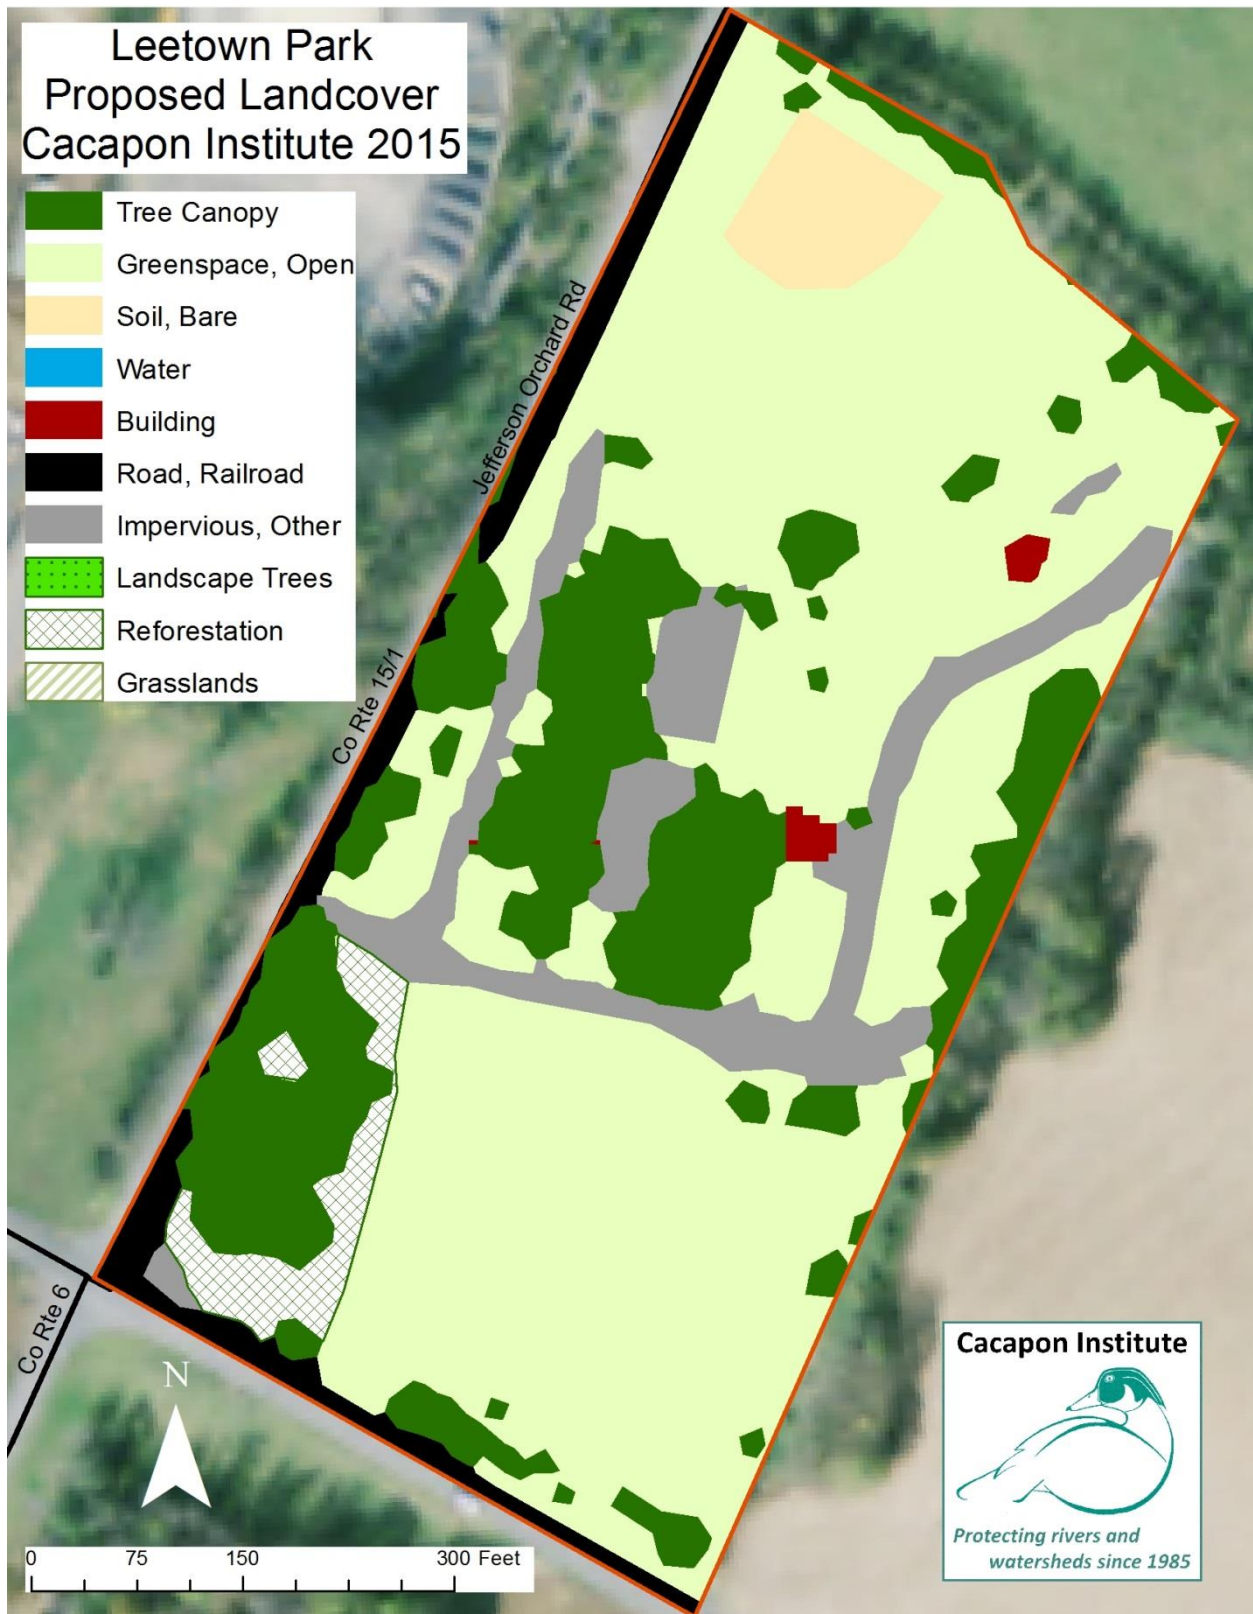 Leetown Park
Proposed Landcover
Cacapon Institute 2015
Tree Canopy
Greenspace, Open
Soil, Bare
Water
Building
Road, Railroad
Impervious, Other
Landscape Trees
Reforestation
Grasslands
Jefferson Orchard Rd
Co Rte 15/1
Co Rte 6
N
0 75 150 300 Feet
Cacapon Institute
Protecting rivers and
watersheds since 1985